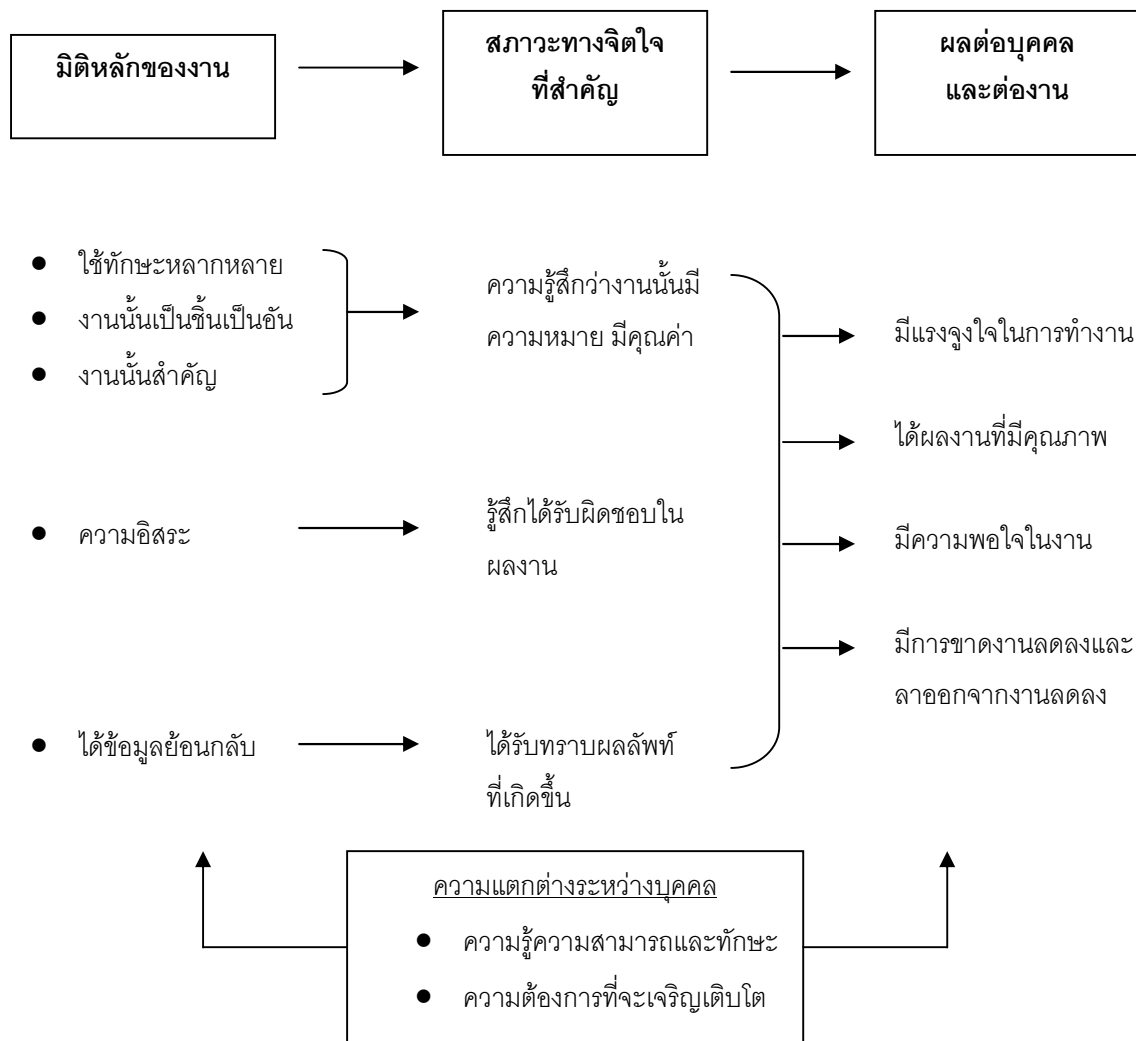 มิติหลักของงาน
สภาวะทางจิตใจ
ที่สำคัญ
ผลต่อบุคคล
และต่องาน
● ใช้ทักษะหลากหลาย
● งานนั้นเป็นชิ้นเป็นอัน
● งานนั้นสำคัญ
ความรู้สึกว่างานนั้นมี
ความหมาย มีคุณค่า
● ความอิสระ
รู้สึกได้รับผิดชอบใน
ผลงาน
● ได้ข้อมูลย้อนกลับ
ได้รับทราบผลลัพท์
ที่เกิดขึ้น
มีแรงจูงใจในการทำงาน
ได้ผลงานที่มีคุณภาพ
มีความพอใจในงาน
มีการขาดงานลดลงและ
ลาออกจากงานลดลง
ความแตกต่างระหว่างบุคคล
● ความรู้ความสามารถและทักษะ
● ความต้องการที่จะเจริญเติบโต